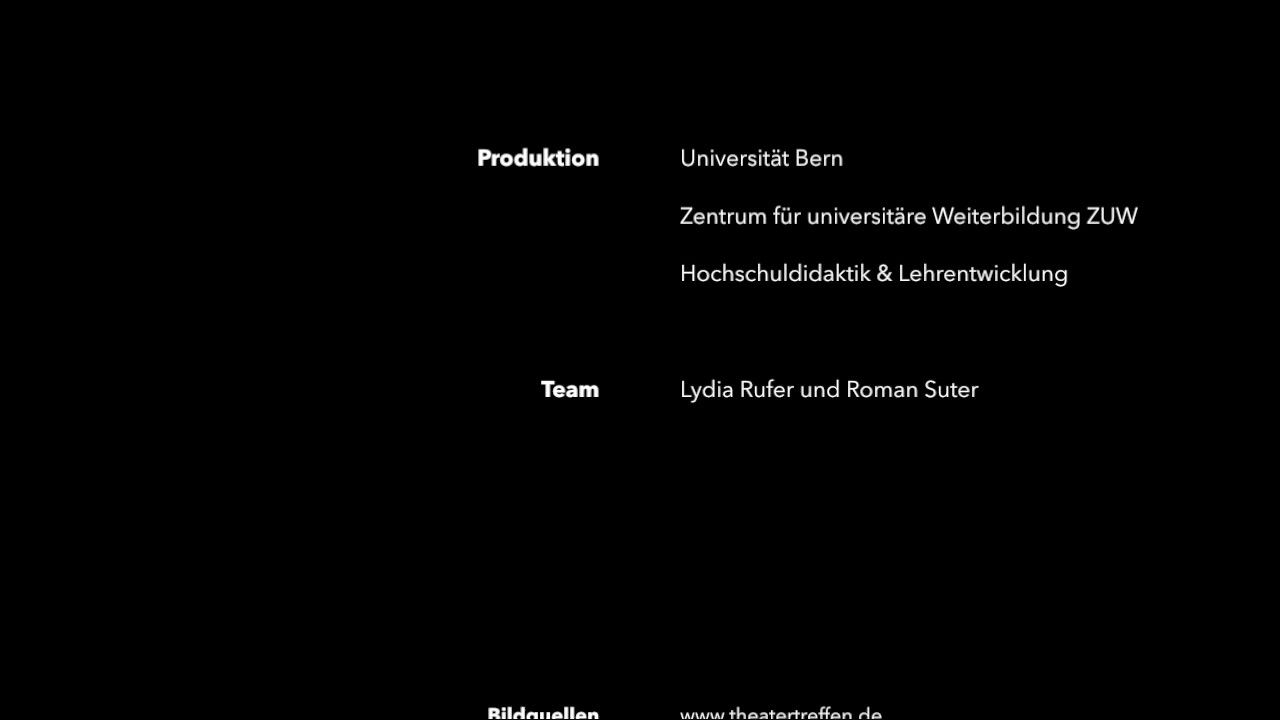 Produktion Universität Bern
Zentrum für universitäre Weiterbildung ZUW
Hochschuldidaktik & Lehrentwicklung
Team Lydia Rufer und Roman Suter
Bildquellen www.theatertreffen.de